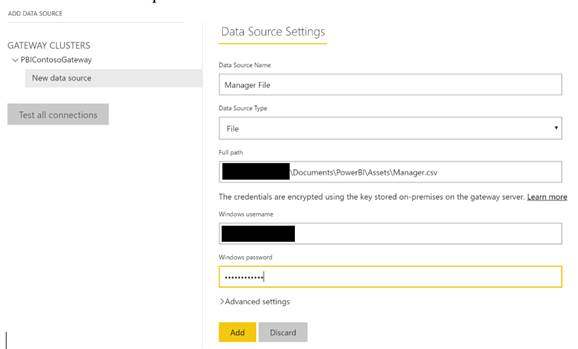 ADD DATA SOURCE
GATEWAY CLUSTERS
PBIContosoGateway
New data source
Test all connections
Data Source Settings
Data Source Name
Manager File
Data Source Type
File
Full path
\Documents\PowerBI\Assets\Manager.csv
The credentials are encrypted using the key stored on-premises on the gateway server. Learn more
Windows username
Windows password
••••••••••••
>Advanced settings
Add Discard